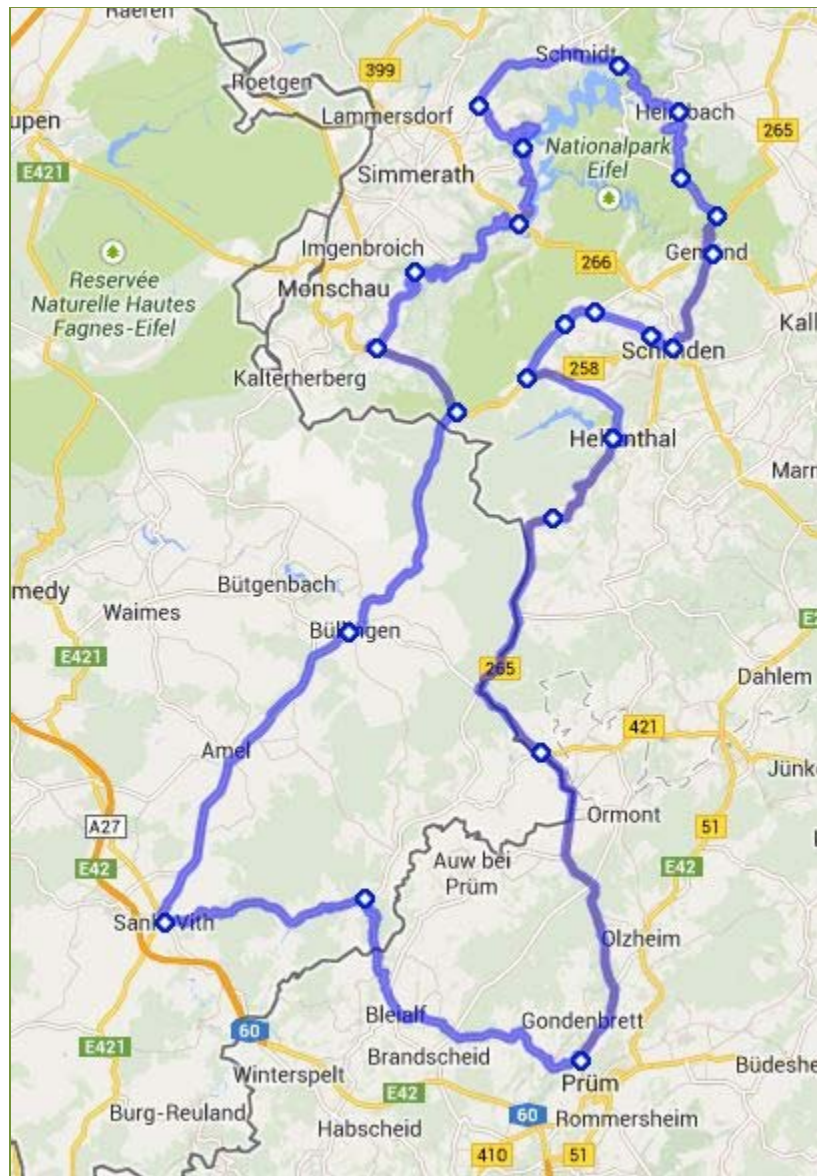 Raeren
Schmidt
Roetgen
399
Lammersdorf
265
upen
Nationalpark
Eifel
E421
Simmerath
Imgenbroich
266
Gemünd
Reservée
Naturelle Hautes
Fagnes-Eifel
Monschau
Kall
258
Kalterherberg
Marm
Bütgenbach
medy
Waimes
E421
265
Dahlem
Amel
421
Jünke
A27
Ormont
51
E42
E42
Auw bei
Prüm
Olzheim
Bleialf
Gondenbrett
60
E421
Brandscheid
Prüm
Büdeshe
Winterspelt
E42
Burg-Reuland
Habscheid
60
Rommersheim
410
51